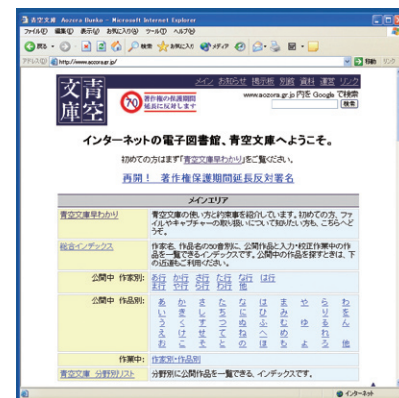 青空文庫 Aozora Bunko - Microsoft Internet Explorer
ファイル(F) 編集(E) 表示(V) お気に入り(A) ツール(T) ヘルプ(H)
戻る 検索 お気に入り メディア
アドレス(D) http://www.aozora.gr.jp/ 移動 リンク
青空文庫
メイン お知らせ 掲示板 別館 資料 運営 リンク
70 著作権の保護期間延長に反対します
www.aozora.gr.jp 内を Google で検索
検索
インターネットの電子図書館、青空文庫へようこそ。
初めての方はまず「青空文庫早わかり」をご覧ください。
再開! 著作権保護期間延長反対署名
メインエリア
青空文庫早わかり 青空文庫の使い方と約束事を紹介しています。初めての方、ファ
イルやキャプチャーの取り扱いについて知りたい方も、こちらへど
うぞ。
総合インデックス 作家名、作品名の50音別に、公開作品と入力・校正作業中の作
品を一覧できるインデックスです。公開中の作品を探すときは、下
の近道もご利用ください。
公開中 作家別: あ行 か行 さ行 た行 な行 は行
ま行 や行 ら行 わ行 他
公開中 作品別: あ か さ た な は ま や ら わ
い き し ち に ひ み り を
う く す つ ぬ ふ む ゆ る ん
え け せ て ね へ め れ
お こ そ と の ほ も よ ろ 他
作業中: 作家別・作品別
青空文庫 分野別リスト 分野別に公開作品を一覧できる、インデックスです。
インターネット